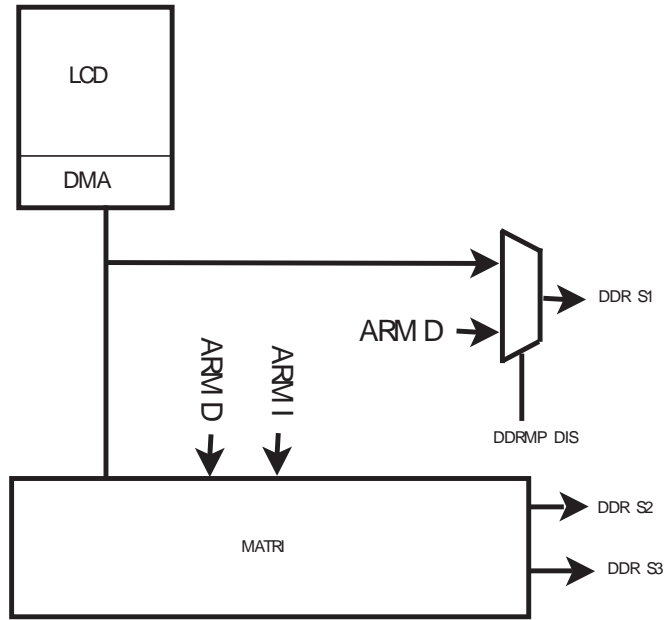 LCD
DMA
DDR S1
ARM D
ARM D
ARM I
DDRMP DIS
MATRI
DDR S2
DDR S3